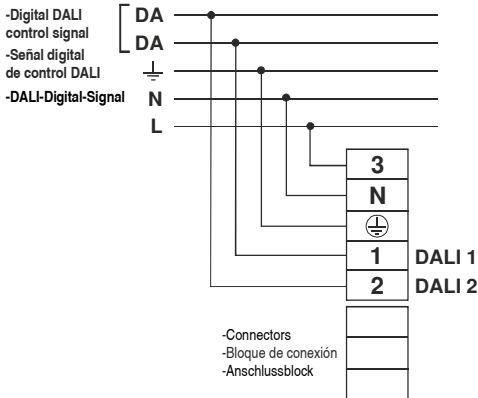 -Digital DALI
control signal
-Señal digital
de control DALI
-DALI-Digital-Signal
DA
DA
N
L
3
N
1 DALI 1
2 DALI 2
-Connectors
-Bloque de conexión
-Anschlussblock